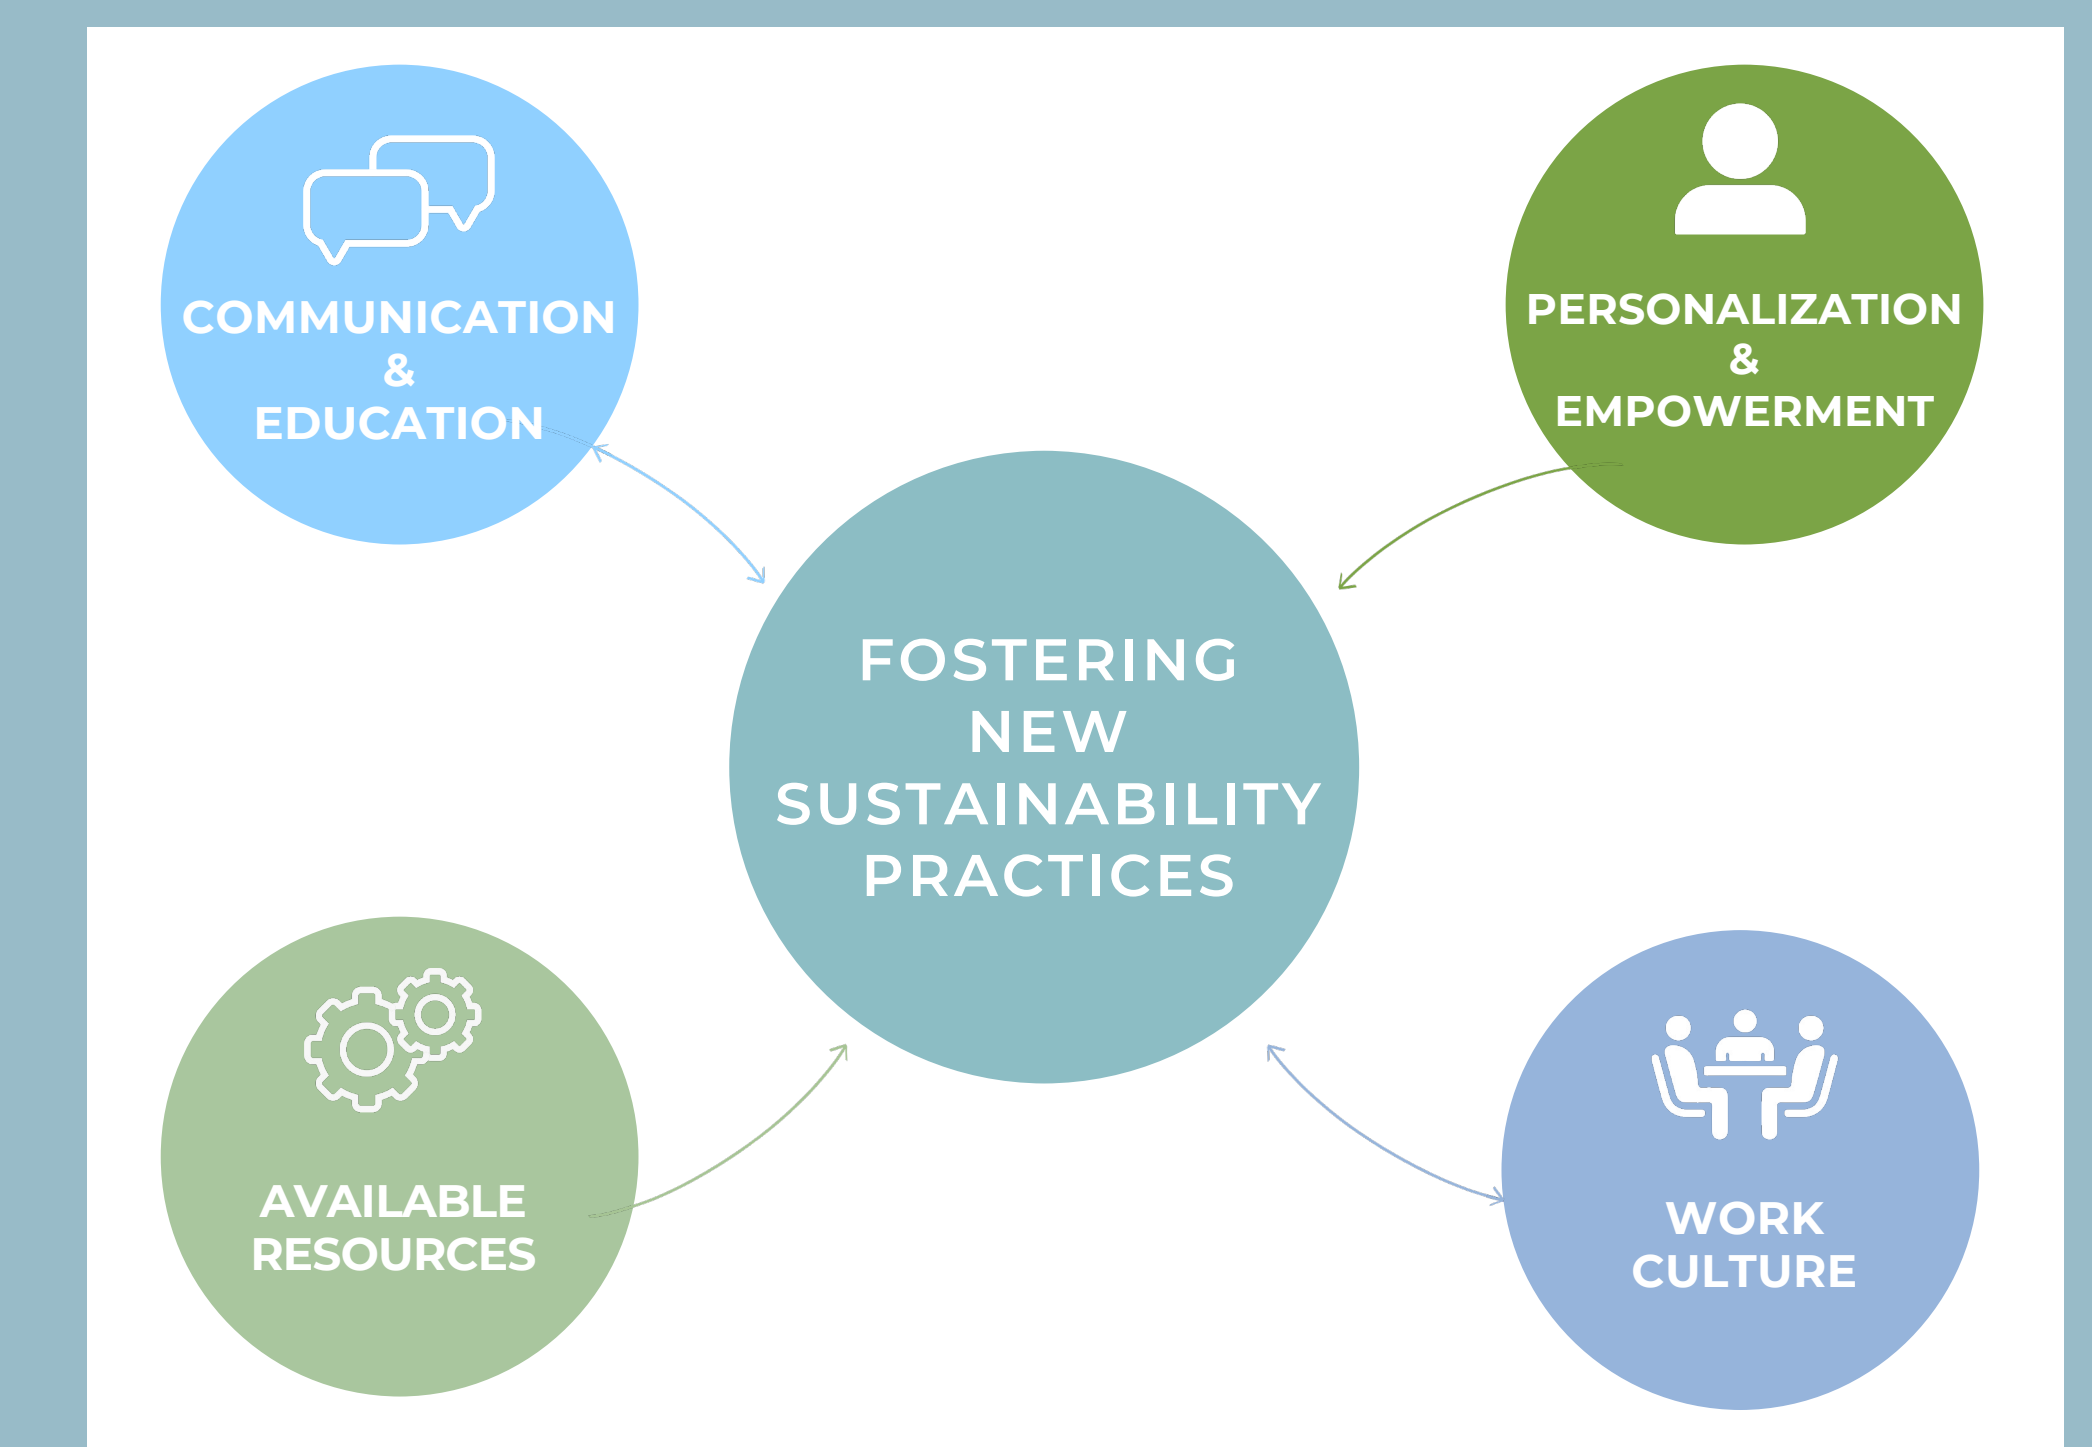 COMMUNICATION
&
EDUCATION
PERSONALIZATION
&
EMPOWERMENT
FOSTERING
NEW
SUSTAINABILITY
PRACTICES
AVAILABLE
RESOURCES
WORK
CULTURE